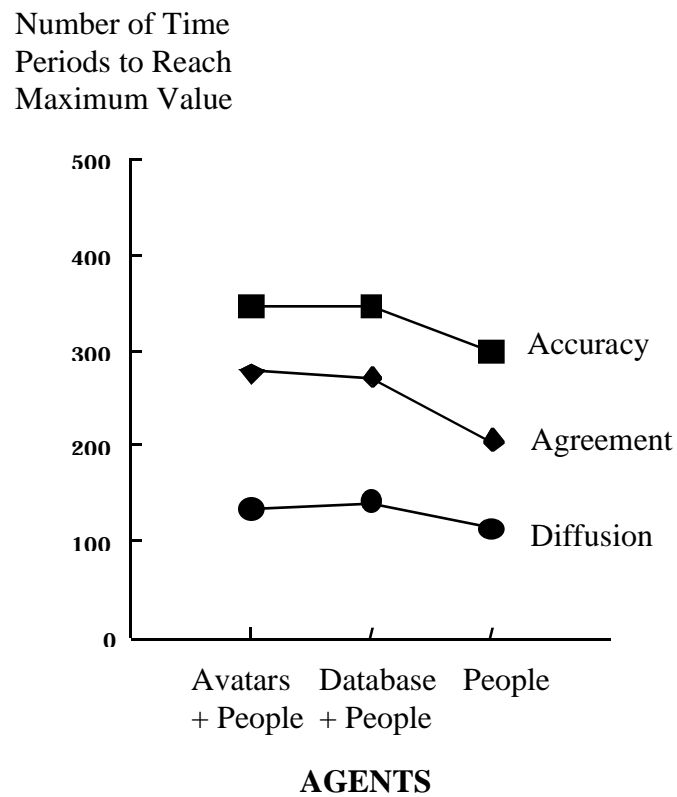 Number of Time
Periods to Reach
Maximum Value
500
400
300
200
100
0
Accuracy
Agreement
Diffusion
Avatars
+ People
Database
+ People
People
AGENTS